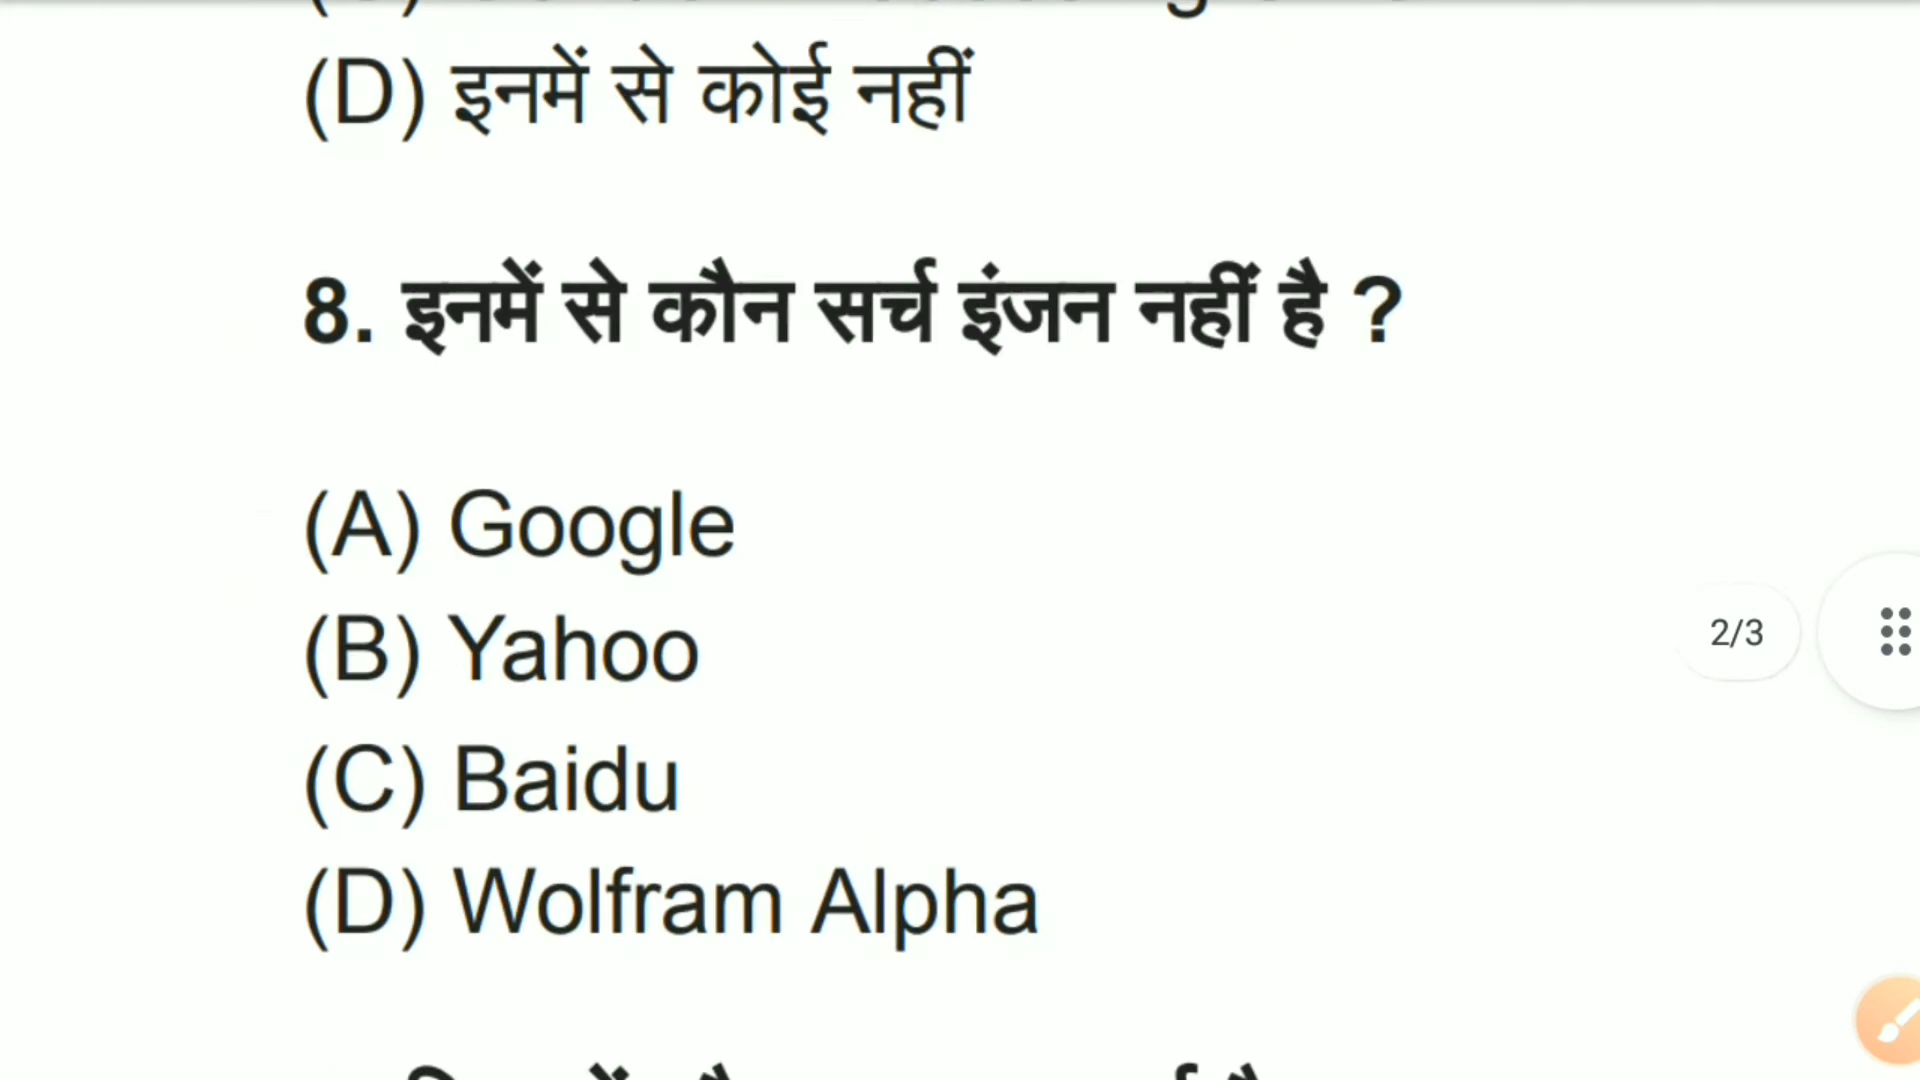 (D) इनमें से कोई नहीं
8. इनमें से कौन सर्च इंजन नहीं है ?
(A) Google
(B) Yahoo
2/3
(C) Baidu
(D) Wolfram Alpha